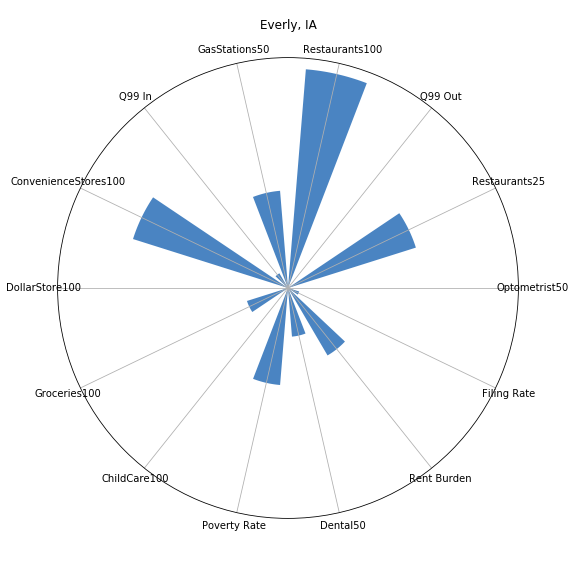 Everly, IA
GasStations50
Restaurants100
Q99 In
Q99 Out
ConvenienceStores100
Restaurants25
DollarStore100
Optometrist50
Groceries100
Filing Rate
ChildCare100
Rent Burden
Poverty Rate
Dental50